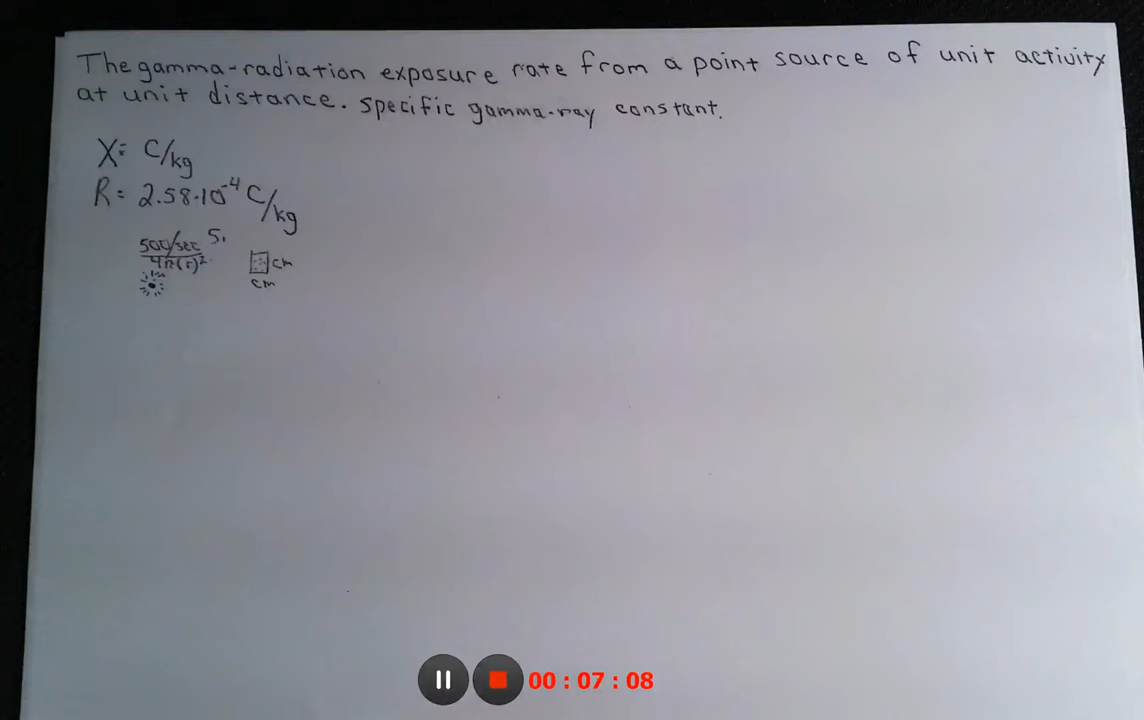 The gamma-radiation exposure rate from a point source of unit activity
at unit distance. specific gamma-ray constant.
X = C/kg
R = 2.58·10⁻⁴ C/kg
500/sec
4π(r)²
cm
cm
00 : 07 : 08